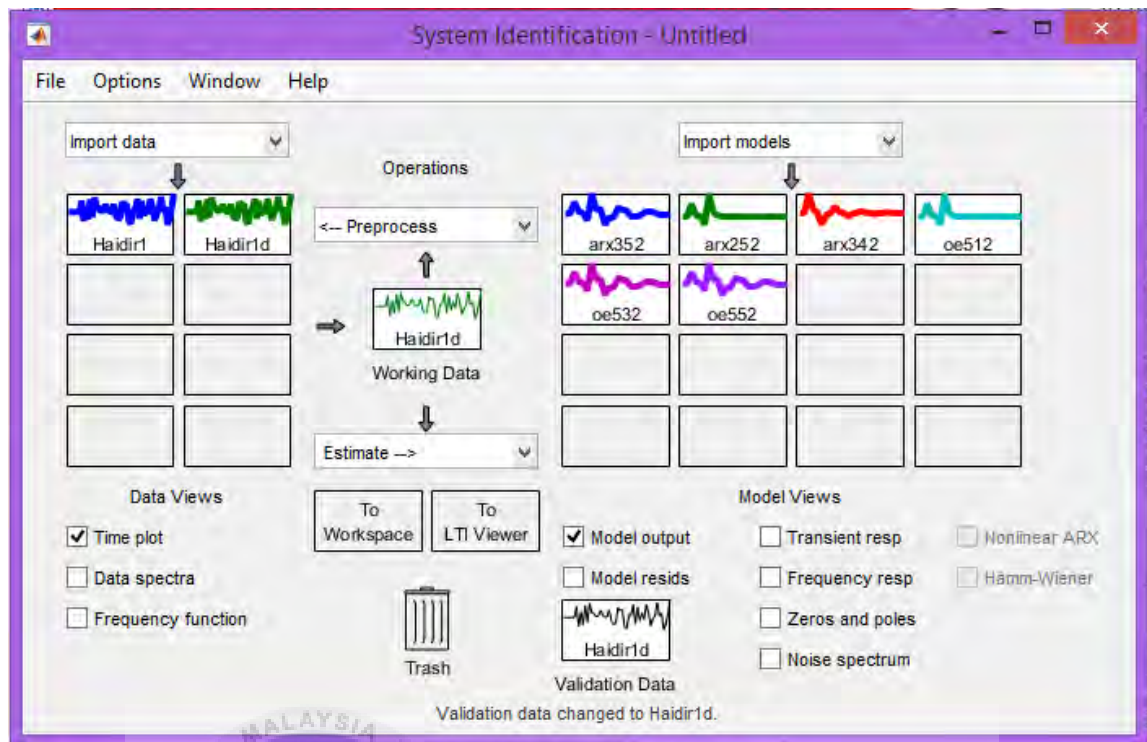 System Identification - Untitled
File Options Window Help
Import data
Import models
Operations
Haidir1
Haidir1d
<-- Preprocess
arx352
arx252
arx342
oe512
Haidir1d
oe532
oe552
Working Data
Estimate -->
Data Views
Model Views
To Workspace
To LTI Viewer
Time plot
Model output
Transient resp
Nonlinear ARX
Data spectra
Model resids
Frequency resp
Hamm-Wiener
Frequency function
Zeros and poles
Haidir1d
Noise spectrum
Trash
Validation Data
Validation data changed to Haidir1d.
MALAYSIA